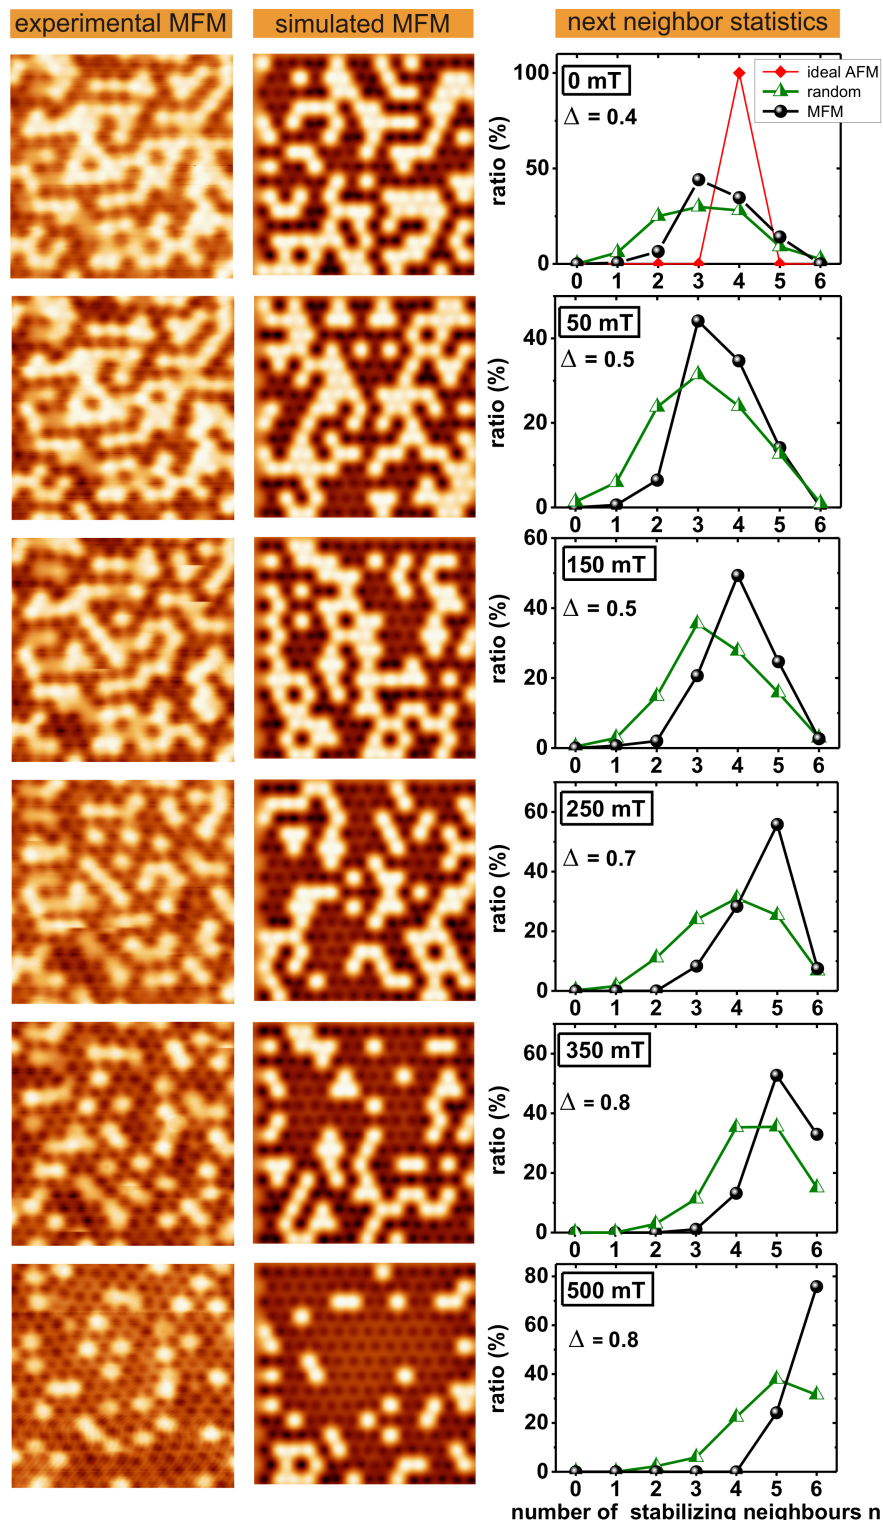 experimental MFM
simulated MFM
next neighbor statistics
0 mT
Δ = 0.4
ideal AFM
random
MFM
ratio (%)
100
50
0
0 1 2 3 4 5 6
50 mT
Δ = 0.5
ratio (%)
40
20
0
0 1 2 3 4 5 6
150 mT
Δ = 0.5
ratio (%)
60
40
20
0
0 1 2 3 4 5 6
250 mT
Δ = 0.7
ratio (%)
60
40
20
0
0 1 2 3 4 5 6
350 mT
Δ = 0.8
ratio (%)
60
40
20
0
0 1 2 3 4 5 6
500 mT
Δ = 0.8
ratio (%)
80
60
40
20
0
0 1 2 3 4 5 6
number of stabilizing neighbours n